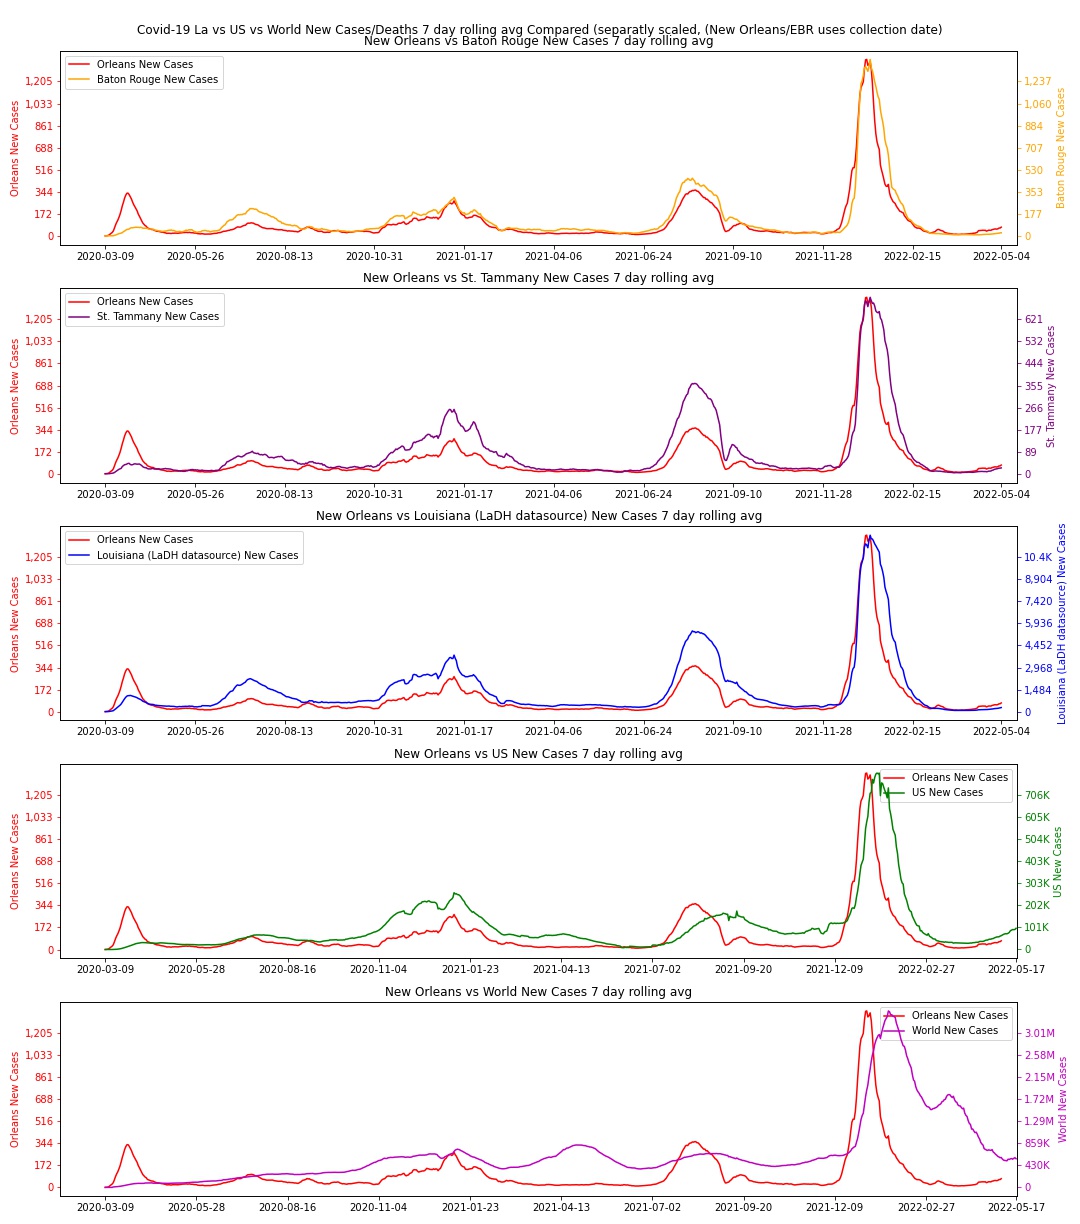 Covid-19 La vs US vs World New Cases/Deaths 7 day rolling avg Compared (separatly scaled, (New Orleans/EBR uses collection date)
New Orleans vs Baton Rouge New Cases 7 day rolling avg
Orleans New Cases
Baton Rouge New Cases
Orleans New Cases
1,205
1,033
861
688
516
344
172
0
1,237
1,060
884
707
530
353
177
0
Baton Rouge New Cases
2020-03-09 2020-05-26 2020-08-13 2020-10-31 2021-01-17 2021-04-06 2021-06-24 2021-09-10 2021-11-28 2022-02-15 2022-05-04
New Orleans vs St. Tammany New Cases 7 day rolling avg
Orleans New Cases
St. Tammany New Cases
Orleans New Cases
1,205
1,033
861
688
516
344
172
0
621
532
444
355
266
177
89
0
St. Tammany New Cases
2020-03-09 2020-05-26 2020-08-13 2020-10-31 2021-01-17 2021-04-06 2021-06-24 2021-09-10 2021-11-28 2022-02-15 2022-05-04
New Orleans vs Louisiana (LaDH datasource) New Cases 7 day rolling avg
Orleans New Cases
Louisiana (LaDH datasource) New Cases
Orleans New Cases
1,205
1,033
861
688
516
344
172
0
10.4K
8,904
7,420
5,936
4,452
2,968
1,484
0
Louisiana (LaDH datasource) New Cases
2020-03-09 2020-05-26 2020-08-13 2020-10-31 2021-01-17 2021-04-06 2021-06-24 2021-09-10 2021-11-28 2022-02-15 2022-05-04
New Orleans vs US New Cases 7 day rolling avg
Orleans New Cases
US New Cases
Orleans New Cases
1,205
1,033
861
688
516
344
172
0
706K
605K
504K
403K
303K
202K
101K
0
US New Cases
2020-03-09 2020-05-28 2020-08-16 2020-11-04 2021-01-23 2021-04-13 2021-07-02 2021-09-20 2021-12-09 2022-02-27 2022-05-17
New Orleans vs World New Cases 7 day rolling avg
Orleans New Cases
World New Cases
Orleans New Cases
1,205
1,033
861
688
516
344
172
0
3.01M
2.58M
2.15M
1.72M
1.29M
859K
430K
0
World New Cases
2020-03-09 2020-05-28 2020-08-16 2020-11-04 2021-01-23 2021-04-13 2021-07-02 2021-09-20 2021-12-09 2022-02-27 2022-05-17